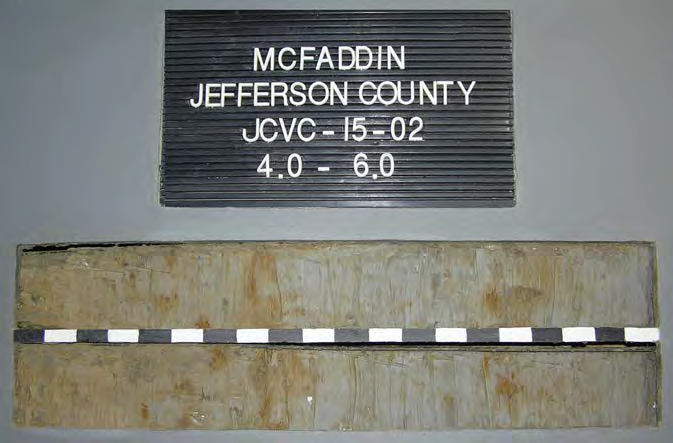 MCFADDIN
JEFFERSON COUNTY
JCVC-15-02
4.0 - 6.0